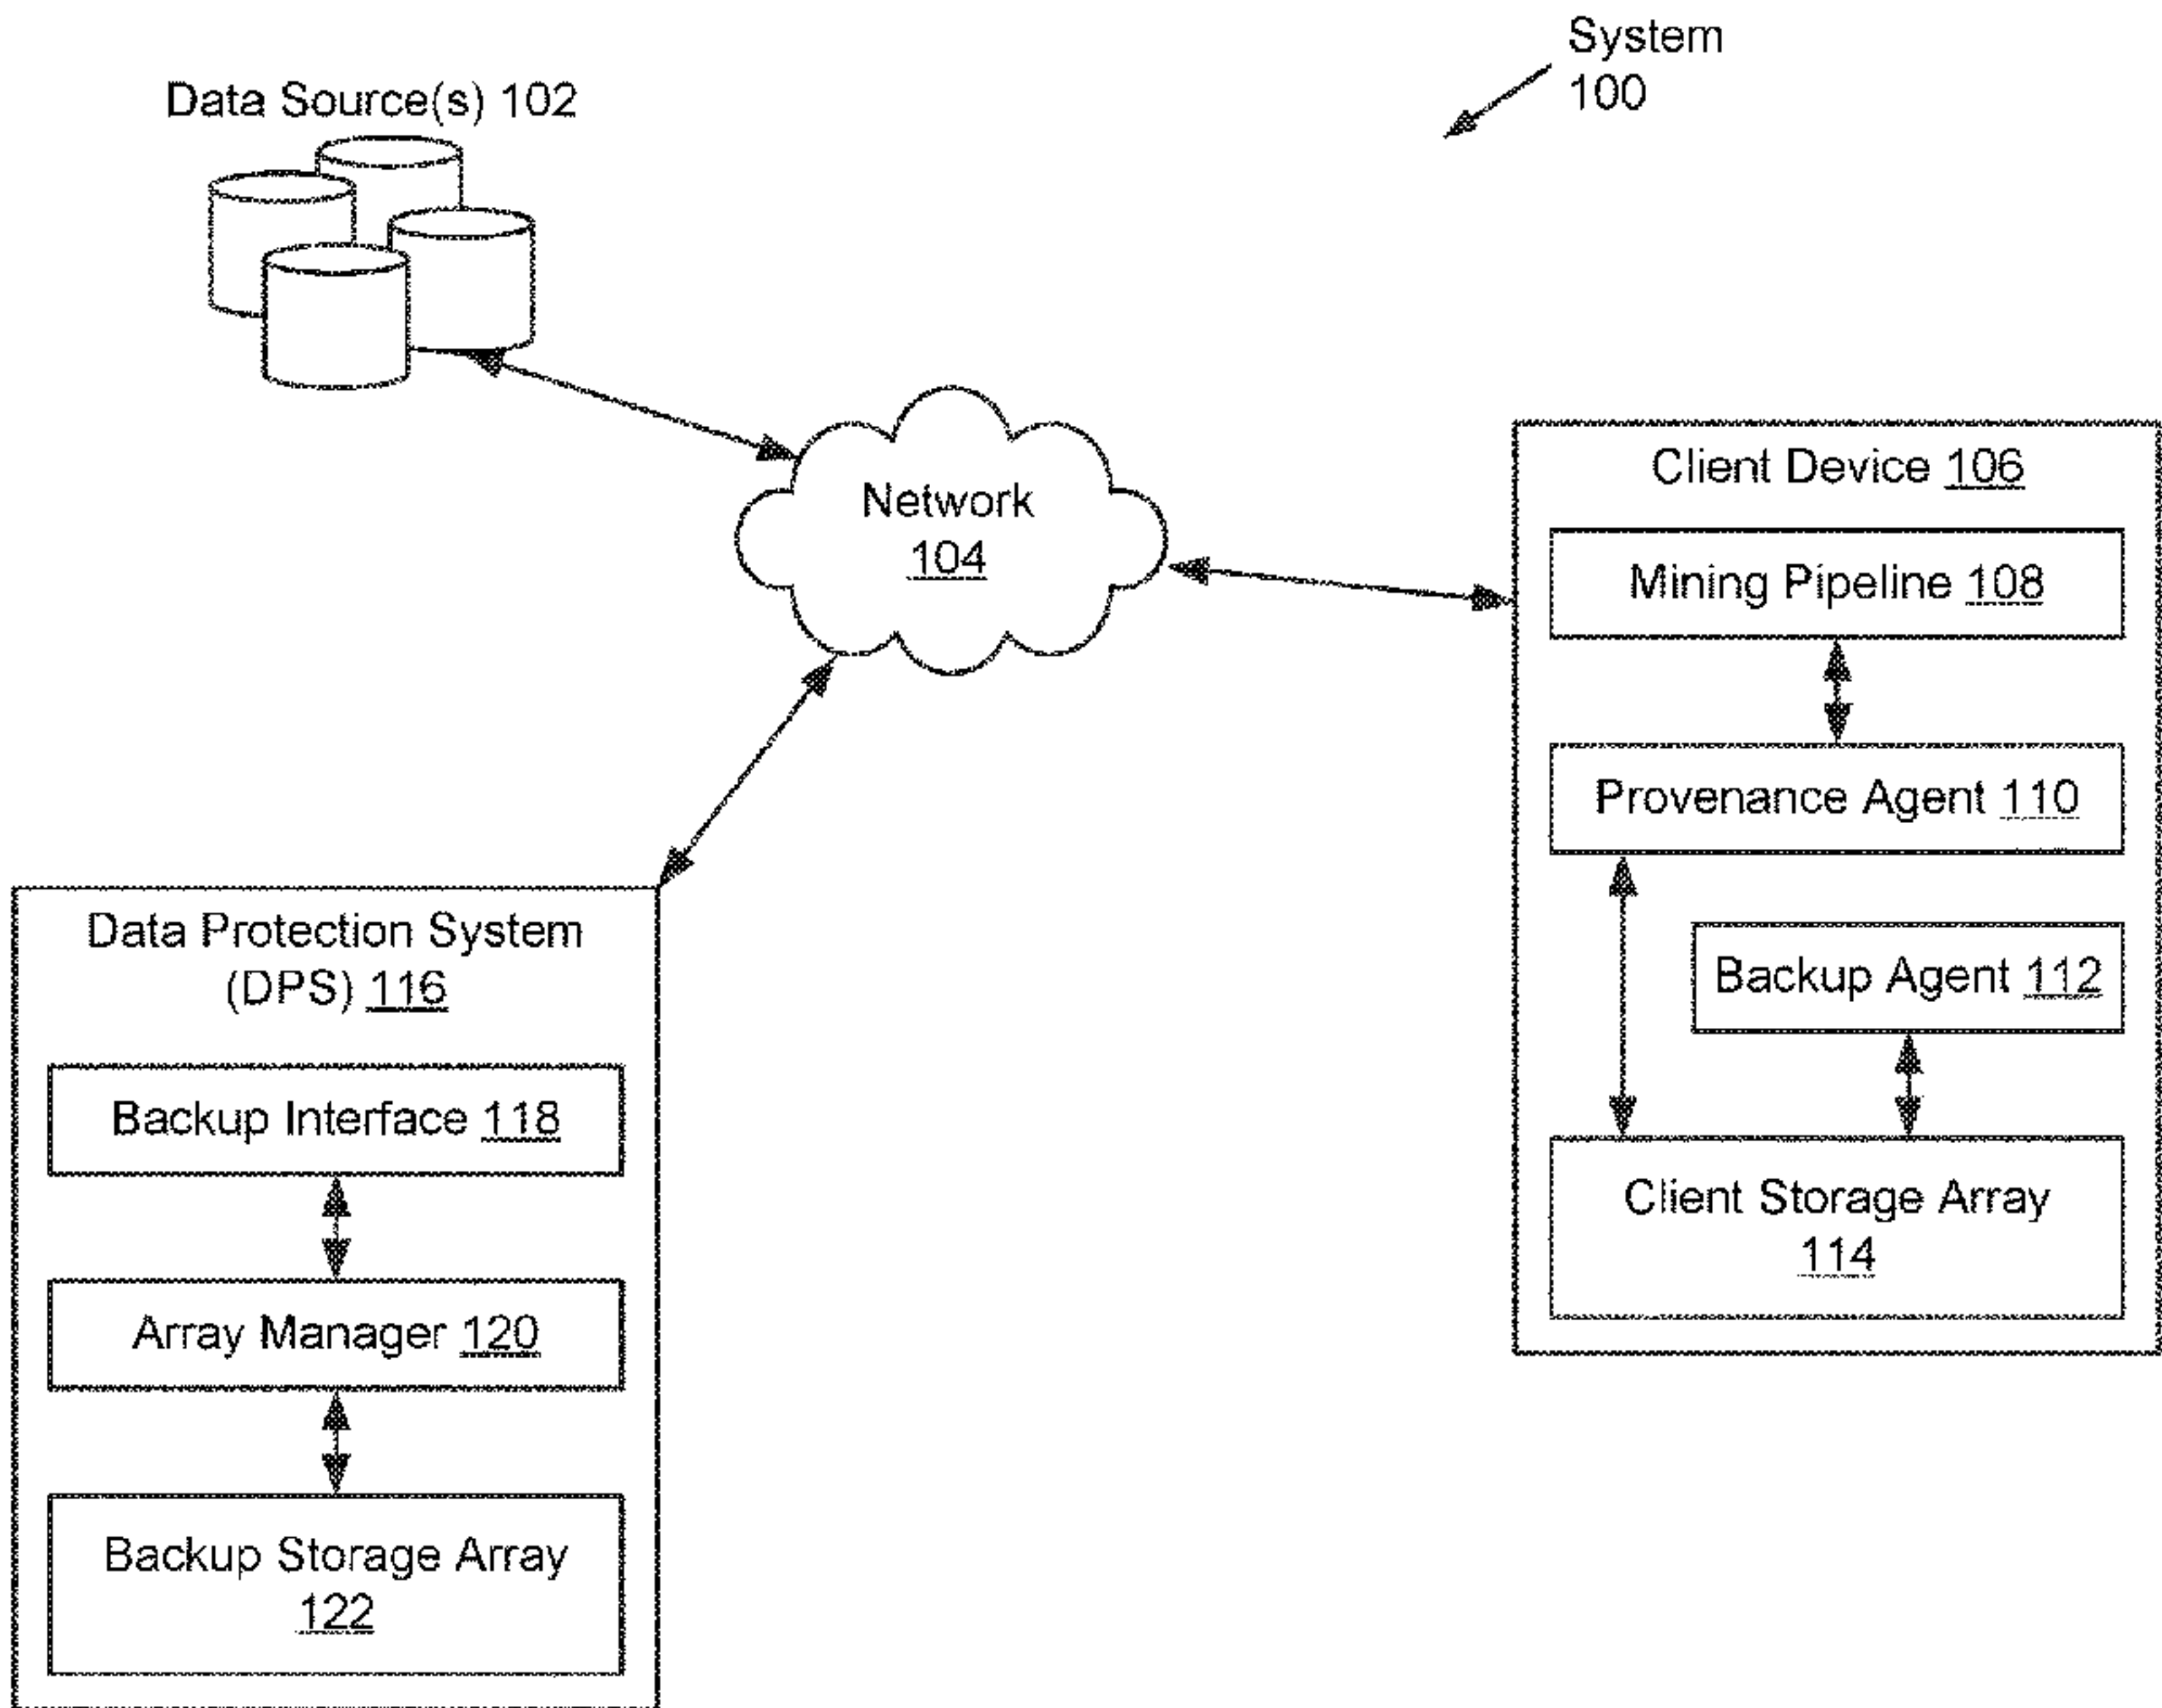 System
100
Data Source(s) 102
Network
104
Client Device 106
Mining Pipeline 108
Provenance Agent 110
Backup Agent 112
Client Storage Array
114
Data Protection System
(DPS) 116
Backup Interface 118
Array Manager 120
Backup Storage Array
122